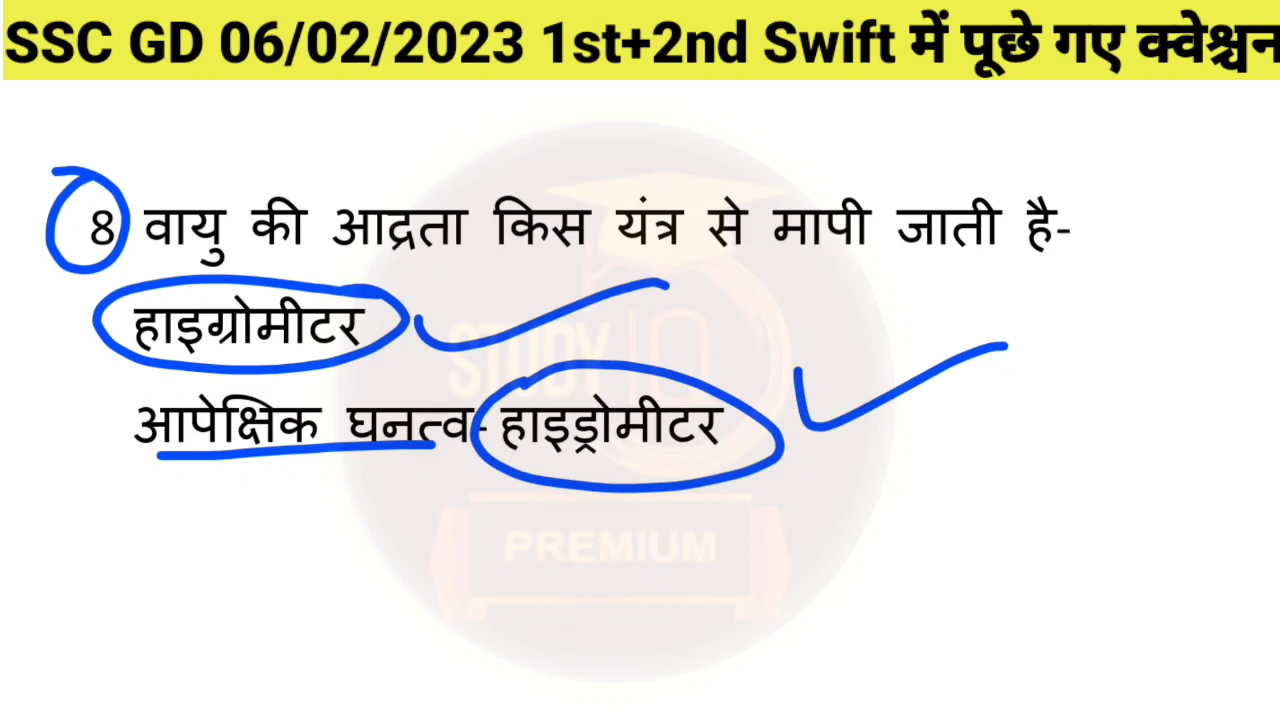 SSC GD 06/02/2023 1st+2nd Swift में पूछे गए क्वेश्चन
8 वायु की आद्रता किस यंत्र से मापी जाती है-
हाइग्रोमीटर
आपेक्षिक घनत्व- हाइड्रोमीटर
STUDY IQ
PREMIUM